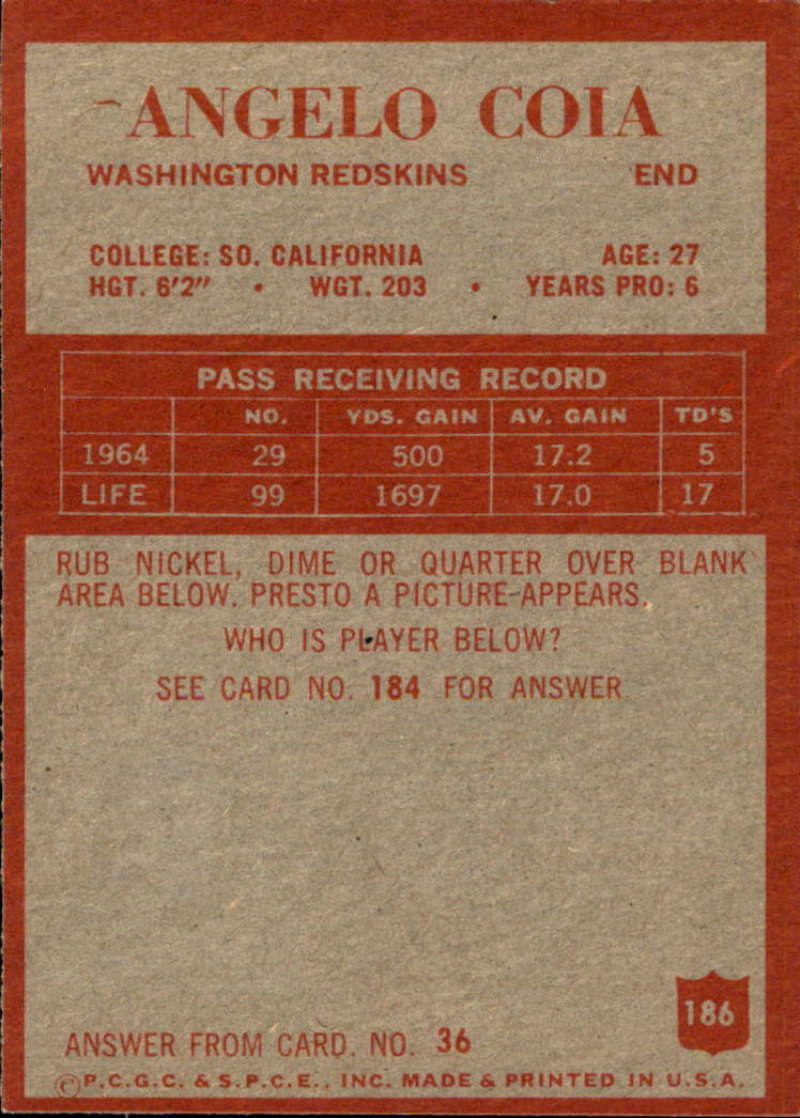 ANGELO COIA
WASHINGTON REDSKINS END
COLLEGE: SO. CALIFORNIA AGE: 27
HGT. 6'2" • WGT. 203 • YEARS PRO: 6
PASS RECEIVING RECORD
NO. YDS. GAIN AV. GAIN TD'S
1964 29 500 17.2 5
LIFE 99 1697 17.0 17
RUB NICKEL, DIME OR QUARTER OVER BLANK
AREA BELOW. PRESTO A PICTURE APPEARS.
WHO IS PLAYER BELOW?
SEE CARD NO. 184 FOR ANSWER
186
ANSWER FROM CARD. NO. 36
©P.C.G.C. & S.P.C.E., INC. MADE & PRINTED IN U.S.A.